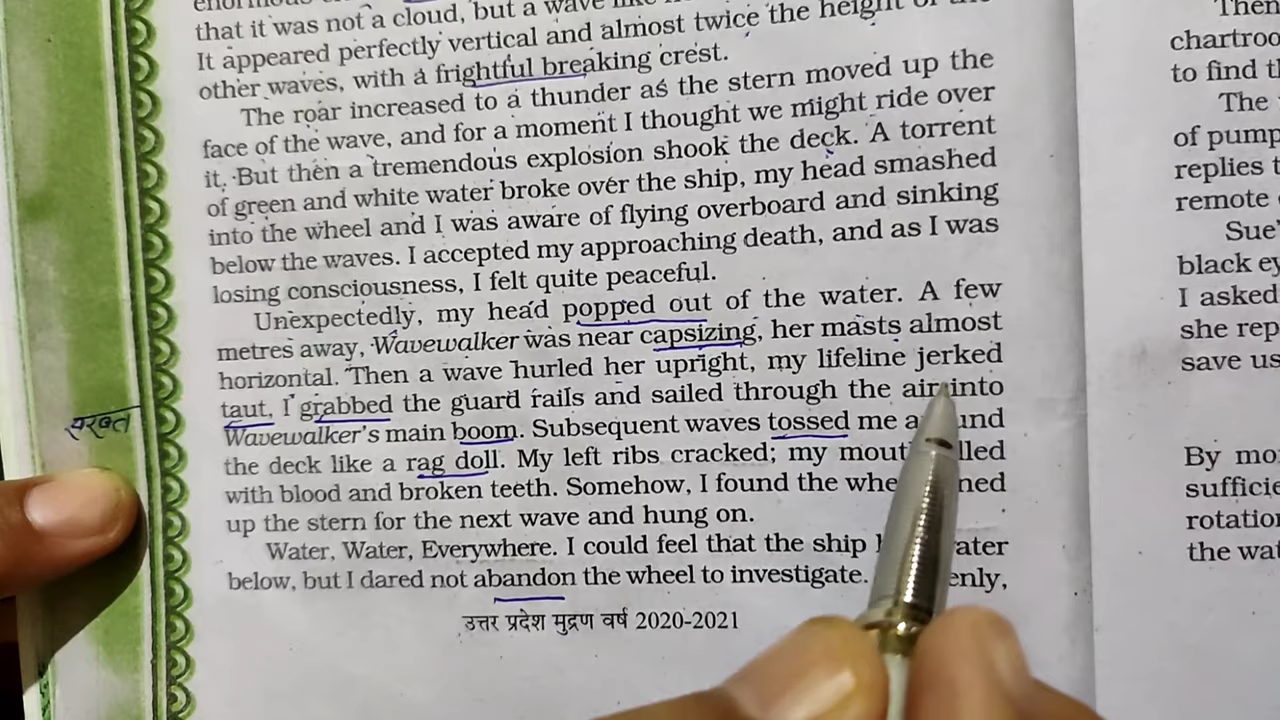 that it was not a cloud, but a wave like
It appeared perfectly vertical and almost twice the height of the
other waves, with a frightful breaking crest.
The roar increased to a thunder as the stern moved up the
face of the wave, and for a moment I thought we might ride over
it. But then a tremendous explosion shook the deck. A torrent
of green and white water broke over the ship, my head smashed
into the wheel and I was aware of flying overboard and sinking
below the waves. I accepted my approaching death, and as I was
losing consciousness, I felt quite peaceful.
Unexpectedly, my head popped out of the water. A few
metres away, Wavewalker was near capsizing, her masts almost
horizontal. Then a wave hurled her upright, my lifeline jerked
taut, I grabbed the guard rails and sailed through the air into
सख्त
Wavewalker's main boom. Subsequent waves tossed me a und
the deck like a rag doll. My left ribs cracked; my mout lled
with blood and broken teeth. Somehow, I found the whe ned
up the stern for the next wave and hung on.
Water, Water, Everywhere. I could feel that the ship ater
below, but I dared not abandon the wheel to investigate. enly,
उत्तर प्रदेश मुद्रण वर्ष 2020-2021
Then
chartroo
to find t
The
of pump
replies t
remote
Sue'
black ey
I asked
she rep
save us
By mo
sufficie
rotation
the wat